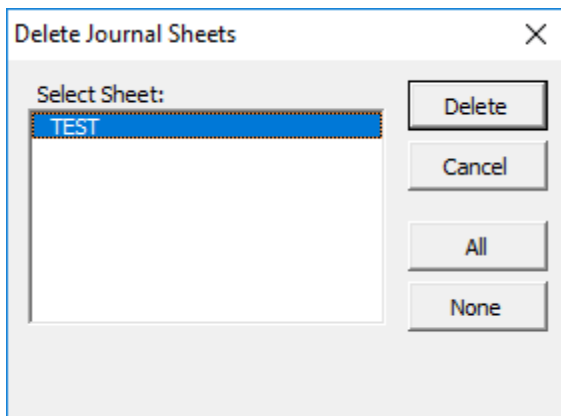 Delete Journal Sheets
Select Sheet:
TEST
Delete
Cancel
All
None